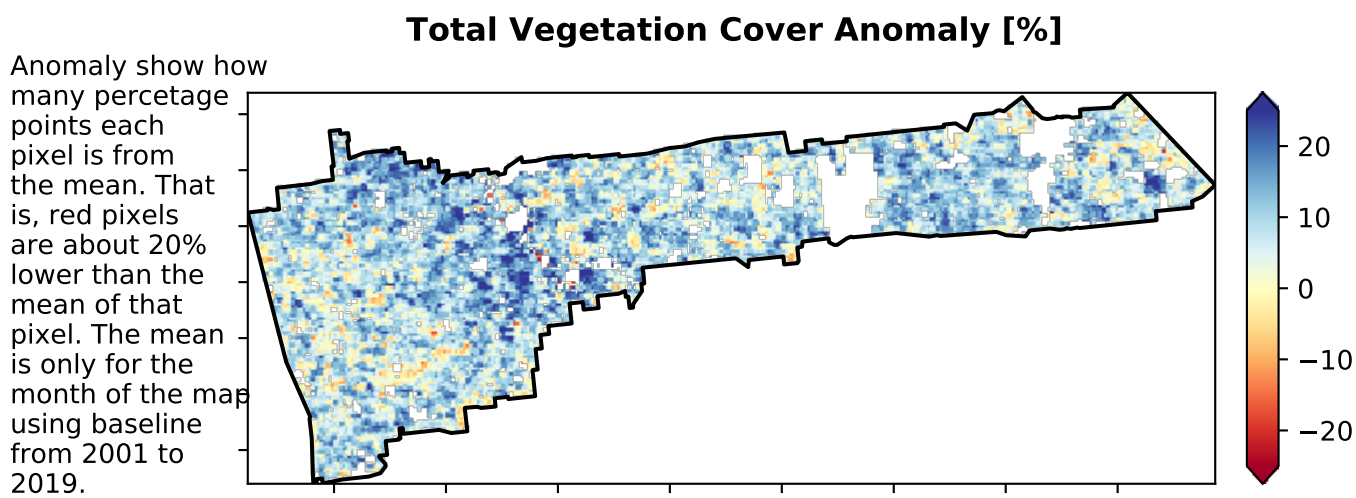 Total Vegetation Cover Anomaly [%]
Anomaly show how
many percetage
points each
pixel is from
the mean. That
is, red pixels
are about 20%
lower than the
mean of that
pixel. The mean
is only for the
month of the map
using baseline
from 2001 to
2019.
20
10
0
−10
−20